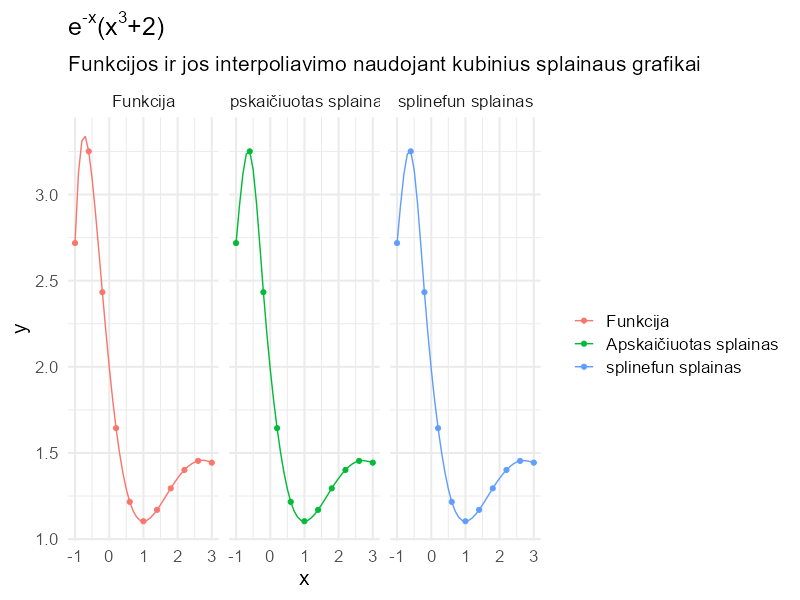 e^-x(x^3+2)
Funkcijos ir jos interpoliavimo naudojant kubinius splainaus grafikai
Funkcija pskaičiuotas splaina splinefun splinas
3.0
2.5
2.0
1.5
1.0
y
-1 0 1 2 3 -1 0 1 2 3 -1 0 1 2 3
x
Funkcija
Apskaičiuotas splainas
splinefun splainas